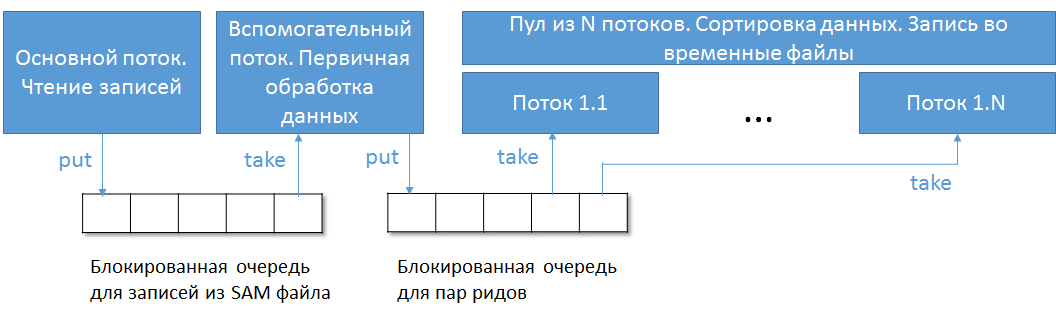 Основной поток.
Чтение записей
Вспомогательный
поток. Первичная
обработка
данных
Пул из N потоков. Сортировка данных. Запись во
временные файлы
Поток 1.1
...
Поток 1.N
put
take
put
take
take
Блокированная очередь
для записей из SAM файла
Блокированная очередь
для пар ридов